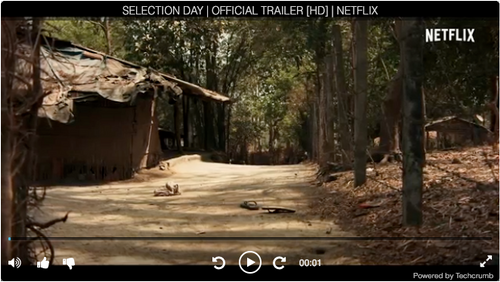 SELECTION DAY | OFFICIAL TRAILER [HD] | NETFLIX
NETFLIX
00:01
Powered by Techcrumb